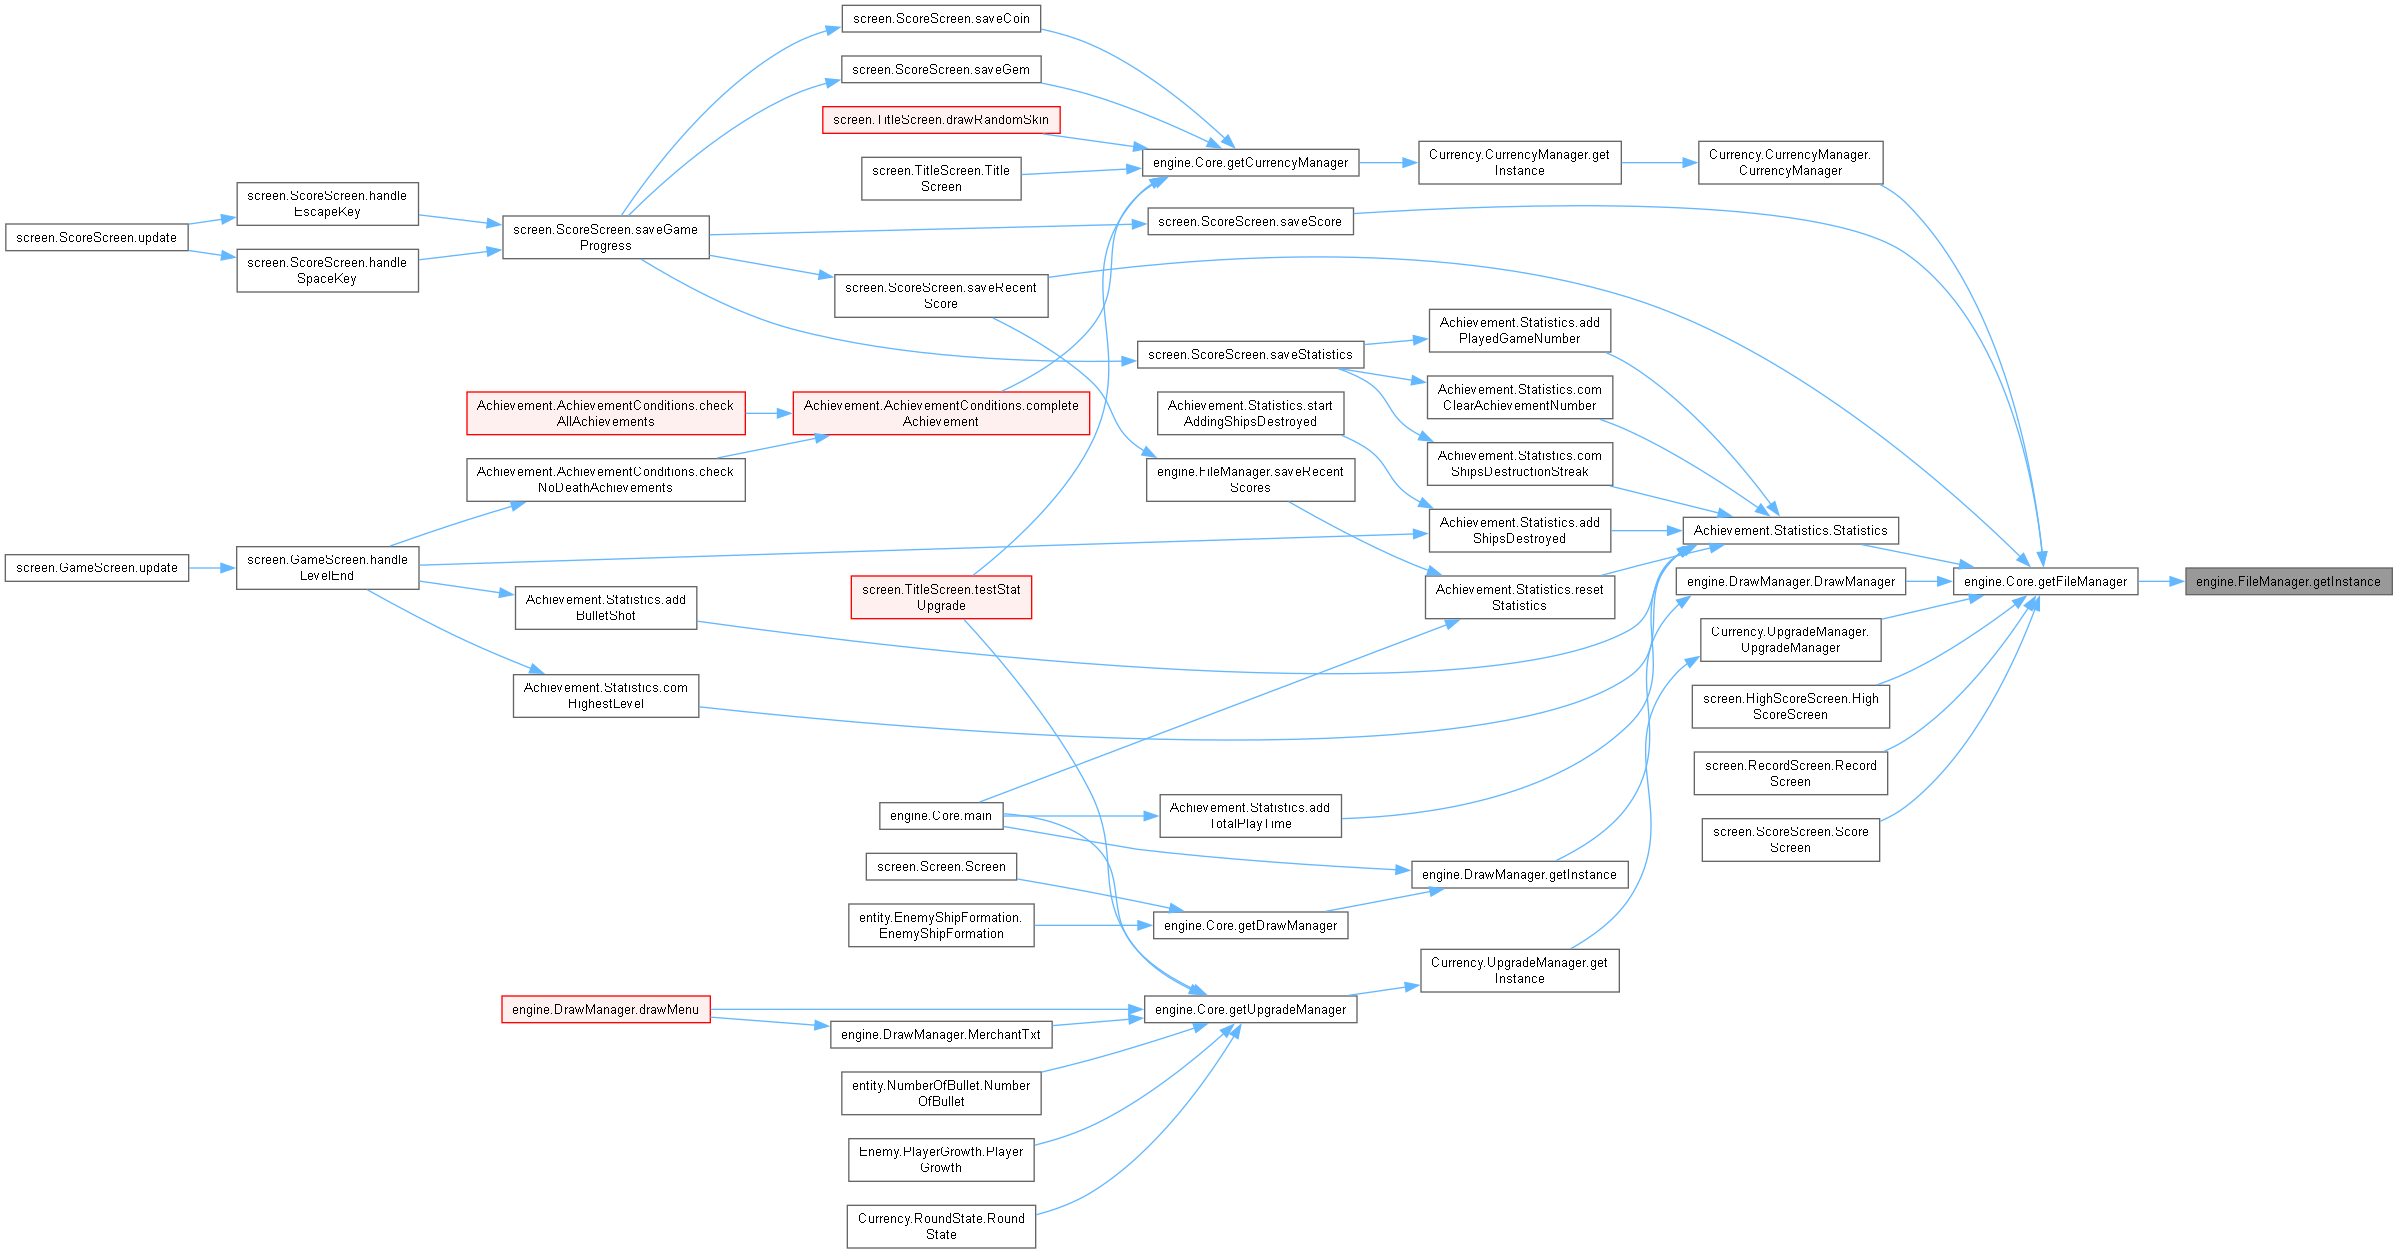 screen.ScoreScreen.saveCoin
screen.ScoreScreen.saveGem
screen.TitleScreen.drawRandomSkin
screen.TitleScreen.Title
Screen
engine.Core.getCurrencyManager
Currency.CurrencyManager.get
Instance
Currency.CurrencyManager.
CurrencyManager
screen.ScoreScreen.handle
EscapeKey
screen.ScoreScreen.update
screen.ScoreScreen.handle
SpaceKey
screen.ScoreScreen.saveGame
Progress
screen.ScoreScreen.saveScore
screen.ScoreScreen.saveRecent
Score
Achievement.Statistics.add
PlayedGameNumber
screen.ScoreScreen.saveStatistics
Achievement.Statistics.com
ClearAchievementNumber
Achievement.AchievementConditions.check
AllAchievements
Achievement.AchievementConditions.complete
Achievement
Achievement.Statistics.start
AddingShipsDestroyed
Achievement.Statistics.com
ShipsDestructionStreak
Achievement.AchievementConditions.check
NoDeathAchievements
engine.FileManager.saveRecent
Scores
Achievement.Statistics.add
ShipsDestroyed
Achievement.Statistics.Statistics
screen.GameScreen.update
screen.GameScreen.handle
LevelEnd
Achievement.Statistics.add
BulletShot
screen.TitleScreen.testStat
Upgrade
Achievement.Statistics.reset
Statistics
engine.DrawManager.DrawManager
engine.Core.getFileManager
engine.FileManager.getInstance
Currency.UpgradeManager.
UpgradeManager
Achievement.Statistics.com
HighestLevel
screen.HighScoreScreen.High
ScoreScreen
screen.RecordScreen.Record
Screen
engine.Core.main
Achievement.Statistics.add
TotalPlayTime
screen.ScoreScreen.Score
Screen
screen.Screen.Screen
engine.DrawManager.getInstance
entity.EnemyShipFormation.
EnemyShipFormation
engine.Core.getDrawManager
Currency.UpgradeManager.get
Instance
engine.DrawManager.drawMenu
engine.Core.getUpgradeManager
engine.DrawManager.MerchantTxt
entity.NumberOfBullet.Number
OfBullet
Enemy.PlayerGrowth.Player
Growth
Currency.RoundState.Round
State